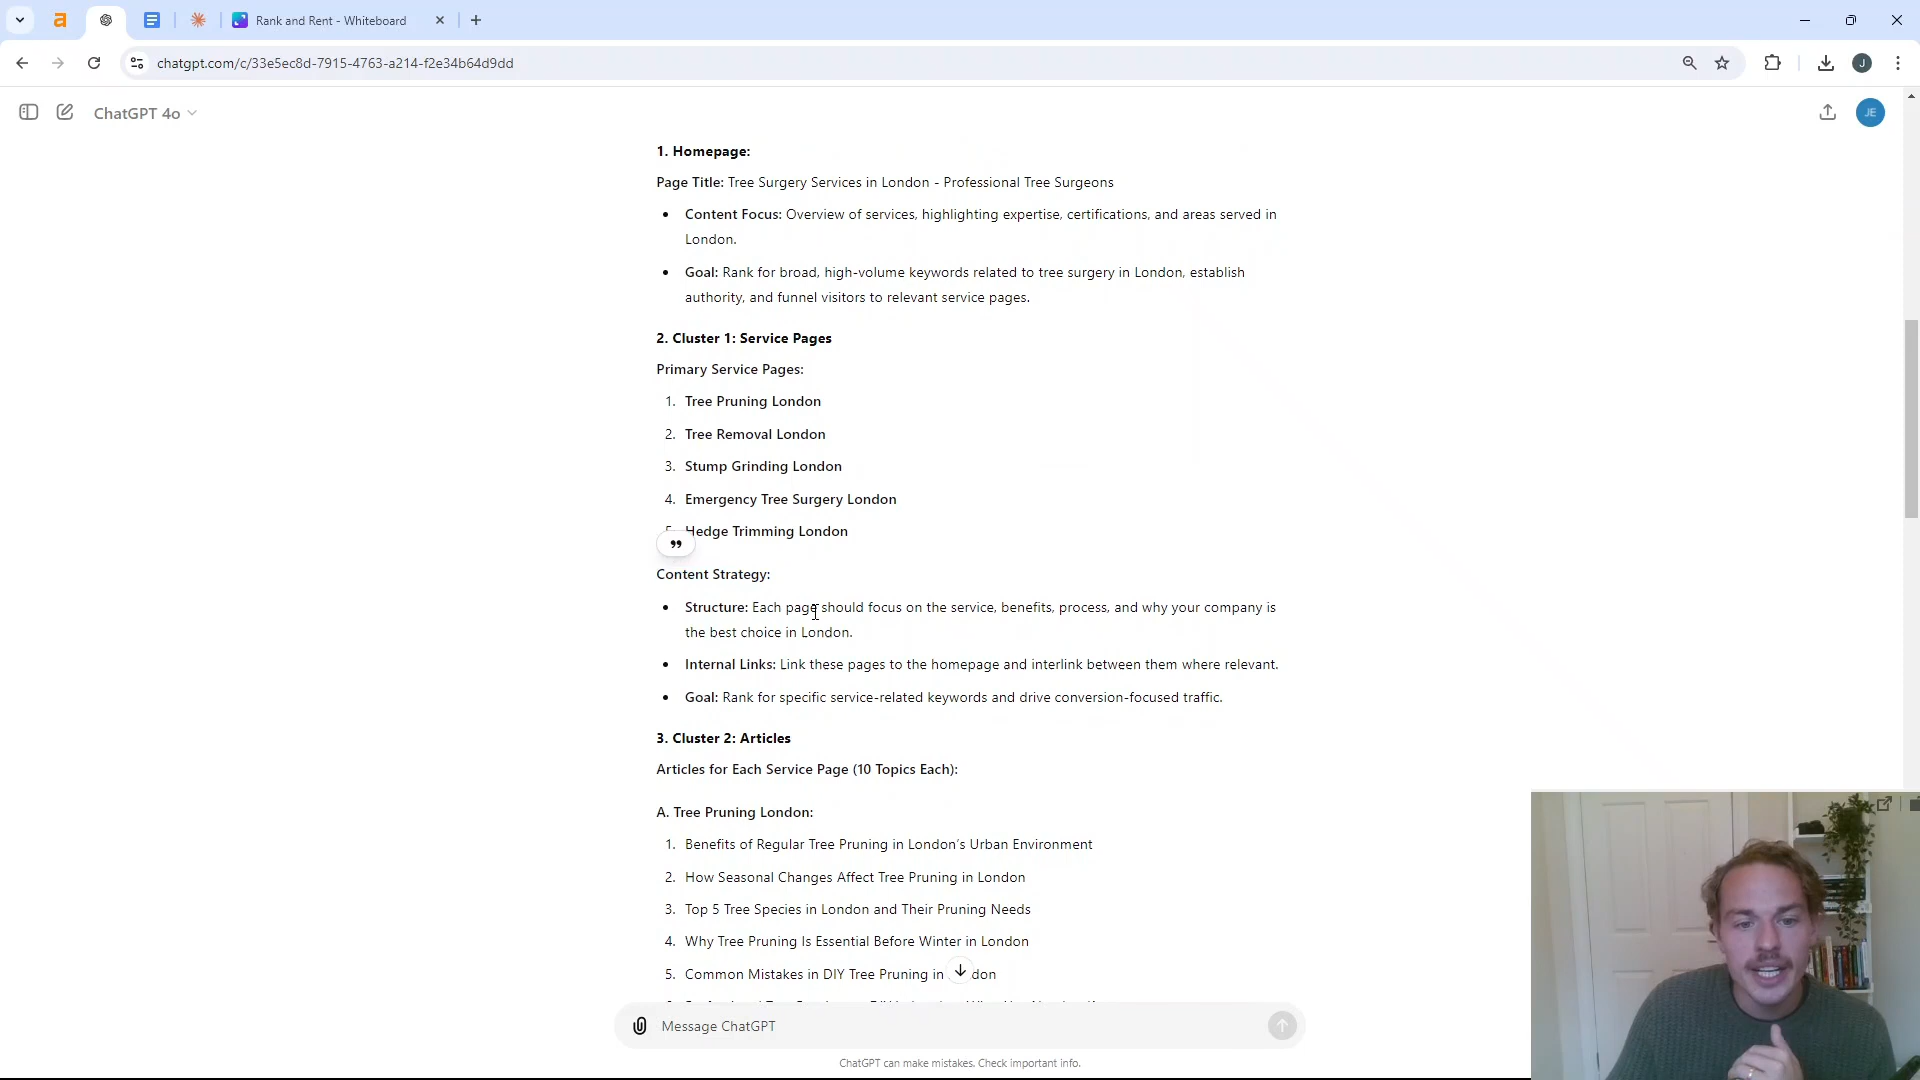 a
Rank and Rent - Whiteboard
chatgpt.com/c/33e5ec8d-7915-4763-a214-f2e34b64d9dd
J
ChatGPT 4o
JE
1. Homepage:
Page Title: Tree Surgery Services in London - Professional Tree Surgeons
• Content Focus: Overview of services, highlighting expertise, certifications, and areas served in
London.
• Goal: Rank for broad, high-volume keywords related to tree surgery in London, establish
authority, and funnel visitors to relevant service pages.
2. Cluster 1: Service Pages
Primary Service Pages:
1. Tree Pruning London
2. Tree Removal London
3. Stump Grinding London
4. Emergency Tree Surgery London
Hedge Trimming London
Content Strategy:
• Structure: Each page should focus on the service, benefits, process, and why your company is
the best choice in London.
• Internal Links: Link these pages to the homepage and interlink between them where relevant.
• Goal: Rank for specific service-related keywords and drive conversion-focused traffic.
3. Cluster 2: Articles
Articles for Each Service Page (10 Topics Each):
A. Tree Pruning London:
1. Benefits of Regular Tree Pruning in London's Urban Environment
2. How Seasonal Changes Affect Tree Pruning in London
3. Top 5 Tree Species in London and Their Pruning Needs
4. Why Tree Pruning Is Essential Before Winter in London
5. Common Mistakes in DIY Tree Pruning in
Message ChatGPT
ChatGPT can make mistakes. Check important info.